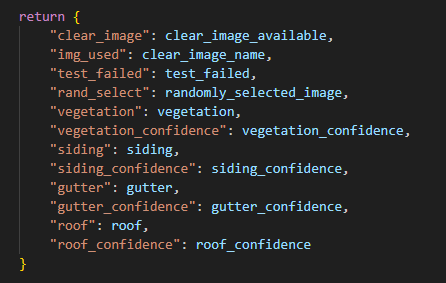 return {
    "clear_image": clear_image_available,
    "img_used": clear_image_name,
    "test_failed": test_failed,
    "rand_select": randomly_selected_image,
    "vegetation": vegetation,
    "vegetation_confidence": vegetation_confidence,
    "siding": siding,
    "siding_confidence": siding_confidence,
    "gutter": gutter,
    "gutter_confidence": gutter_confidence,
    "roof": roof,
    "roof_confidence": roof_confidence
}